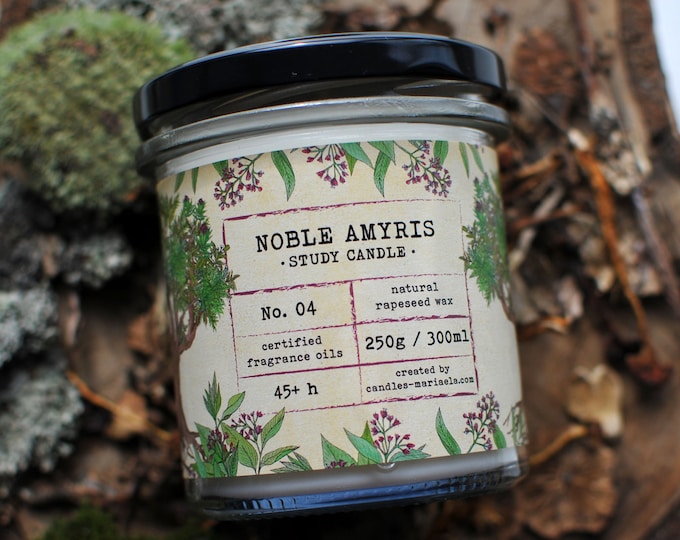 NOBLE AMYRIS
·STUDY CANDLE·
No. 04
natural
rapeseed wax
certified
fragrance oils
250g / 300ml
45+ h
created by
candles-mariaela.com